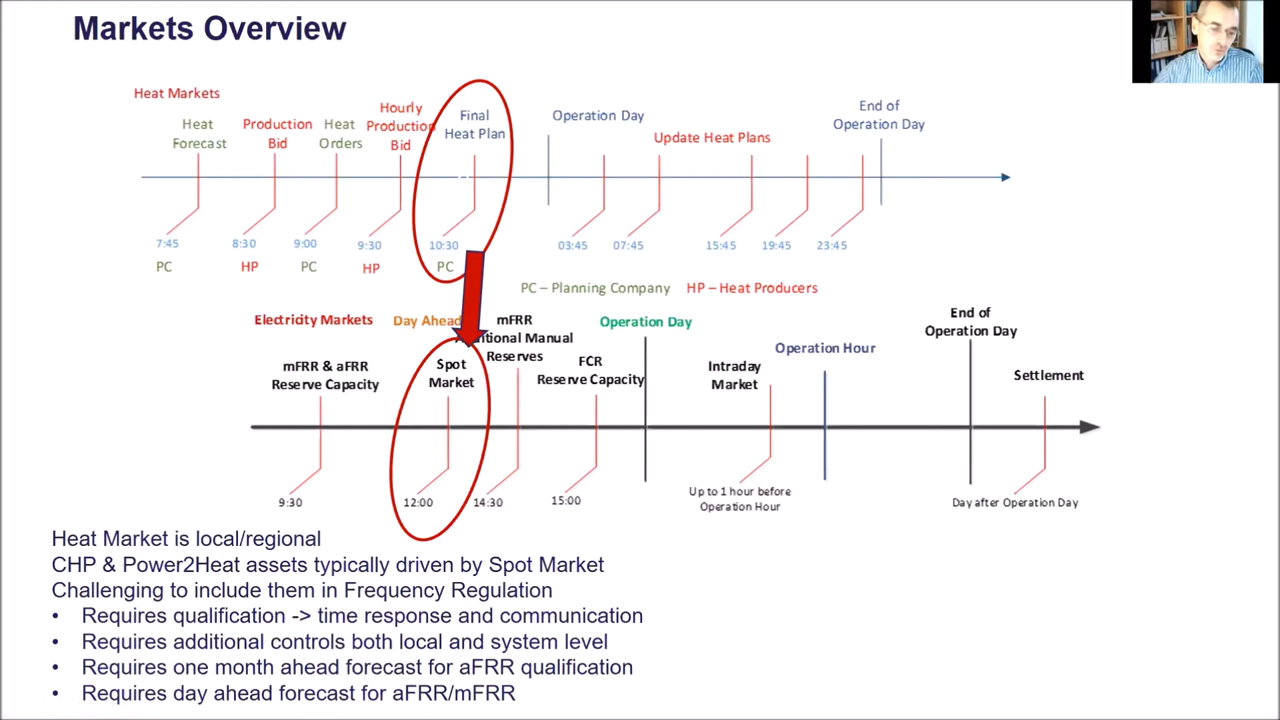 Markets Overview
Heat Markets
Heat
Forecast
Production
Bid
Heat
Orders
Hourly
Production
Bid
Final
Heat Plan
Operation Day
Update Heat Plans
End of
Operation Day
7:45
8:30
9:00
9:30
10:30
03:45
07:45
15:45
19:45
23:45
PC
HP
PC
HP
PC
PC – Planning Company
HP – Heat Producers
Electricity Markets
Day Ahead
mFRR
Reserves
Operation Day
End of
Operation Day
mFRR & aFRR
Reserve Capacity
Spot
Market
FCR
Reserve Capacity
Intraday
Market
Operation Hour
Settlement
9:30
12:00
14:30
15:00
Up to 1 hour before
Operation Hour
Day after Operation Day
Heat Market is local/regional
CHP & Power2Heat assets typically driven by Spot Market
Challenging to include them in Frequency Regulation
• Requires qualification -> time response and communication
• Requires additional controls both local and system level
• Requires one month ahead forecast for aFRR qualification
• Requires day ahead forecast for aFRR/mFRR